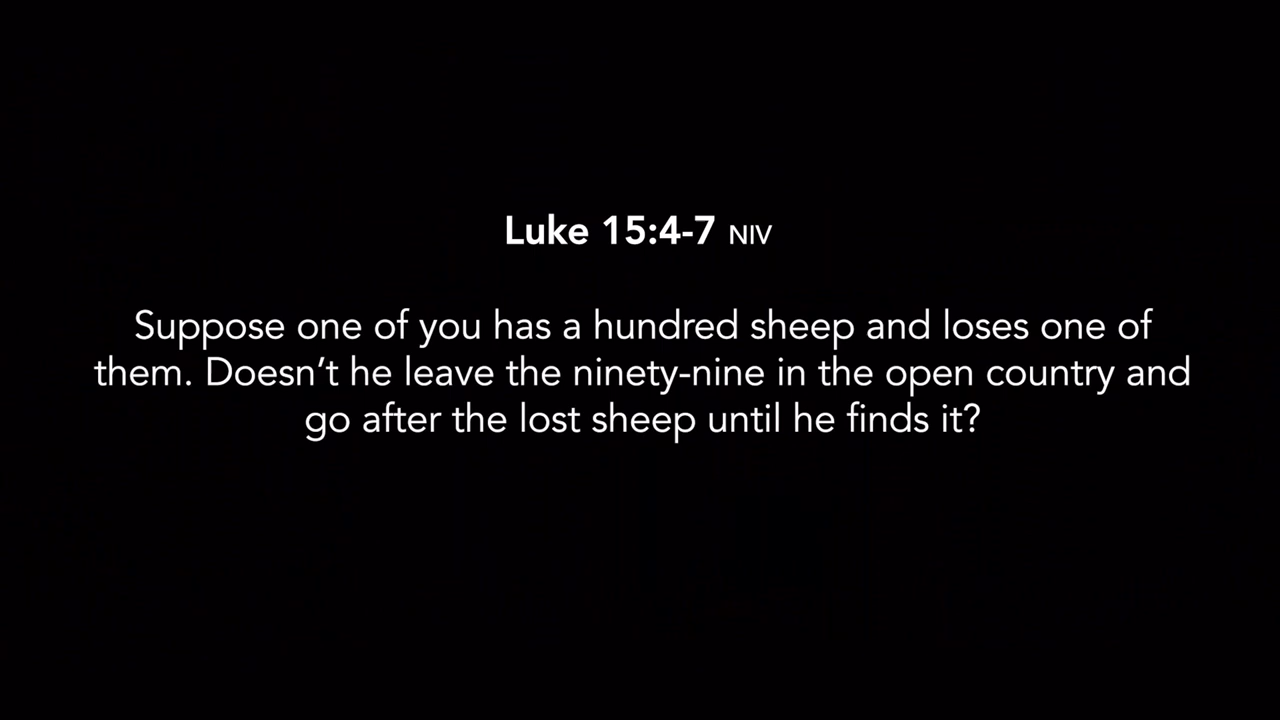 Luke 15:4-7 NIV
Suppose one of you has a hundred sheep and loses one of
them. Doesn’t he leave the ninety-nine in the open country and
go after the lost sheep until he finds it?